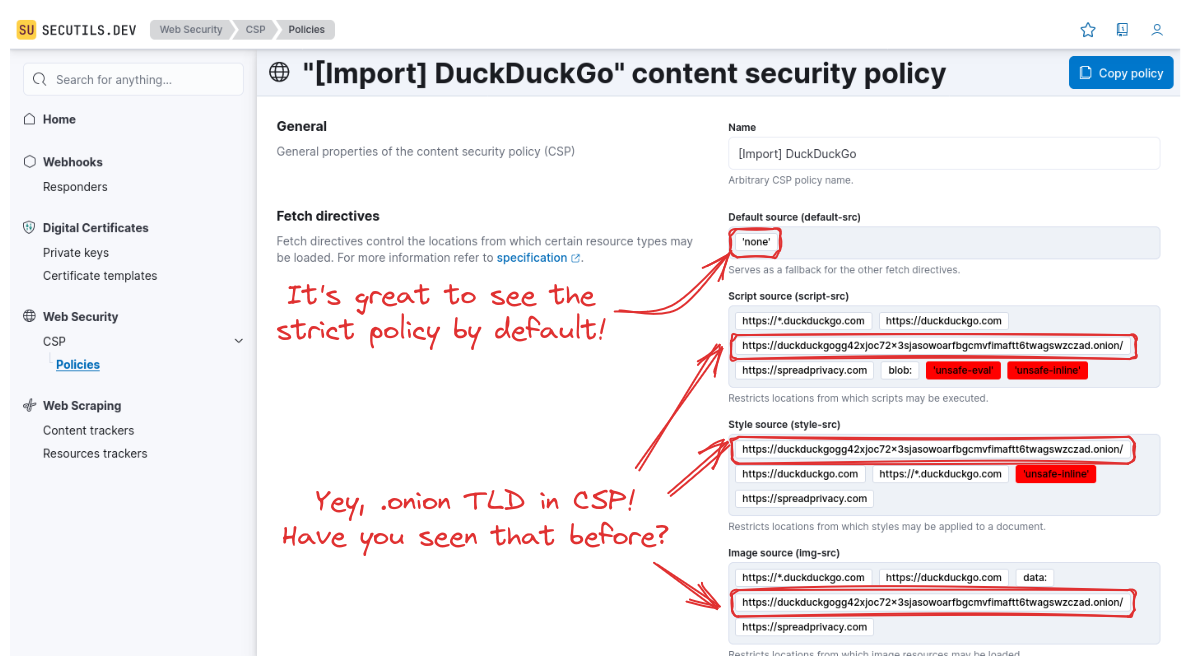 SU SECUTILS.DEV Web Security CSP Policies
Search for anything...
"[Import] DuckDuckGo" content security policy
Copy policy
Home
Webhooks
Responders
Digital Certificates
Private keys
Certificate templates
Web Security
CSP
Policies
Web Scraping
Content trackers
Resources trackers
General
General properties of the content security policy (CSP)
Name
[Import] DuckDuckGo
Arbitrary CSP policy name.
Fetch directives
Fetch directives control the locations from which certain resource types may
be loaded. For more information refer to specification.
It's great to see the
strict policy by default!
Default source (default-src)
'none'
Serves as a fallback for the other fetch directives.
Script source (script-src)
https://*.duckduckgo.com https://duckduckgo.com
https://duckduckgogg42xjoc72x3sjasowoarfbgcmvfimaftt6twagswzczad.onion/
https://spreadprivacy.com blob: 'unsafe-eval' 'unsafe-inline'
Restricts locations from which scripts may be executed.
Style source (style-src)
https://duckduckgogg42xjoc72x3sjasowoarfbgcmvfimaftt6twagswzczad.onion/
https://duckduckgo.com https://*.duckduckgo.com 'unsafe-inline'
https://spreadprivacy.com
Restricts locations from which styles may be applied to a document.
Yey, .onion TLD in CSP!
Have you seen that before?
Image source (img-src)
https://*.duckduckgo.com https://duckduckgo.com data:
https://duckduckgogg42xjoc72x3sjasowoarfbgcmvfimaftt6twagswzczad.onion/
https://spreadprivacy.com
Restricts locations from which image resources may be loaded.